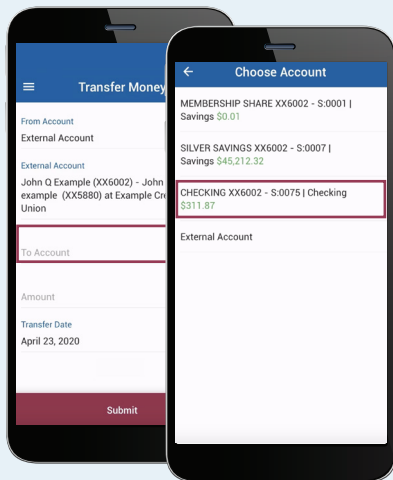 Transfer Money
From Account
External Account
External Account
John Q Example (XX6002) - John
example (XX5880) at Example Cre
Union
To Account
Amount
Transfer Date
April 23, 2020
Submit
Choose Account
MEMBERSHIP SHARE XX6002 - S:0001 |
Savings $0.01
SILVER SAVINGS XX6002 - S:0007 |
Savings $45,212.32
CHECKING XX6002 - S:0075 | Checking
$311.87
External Account